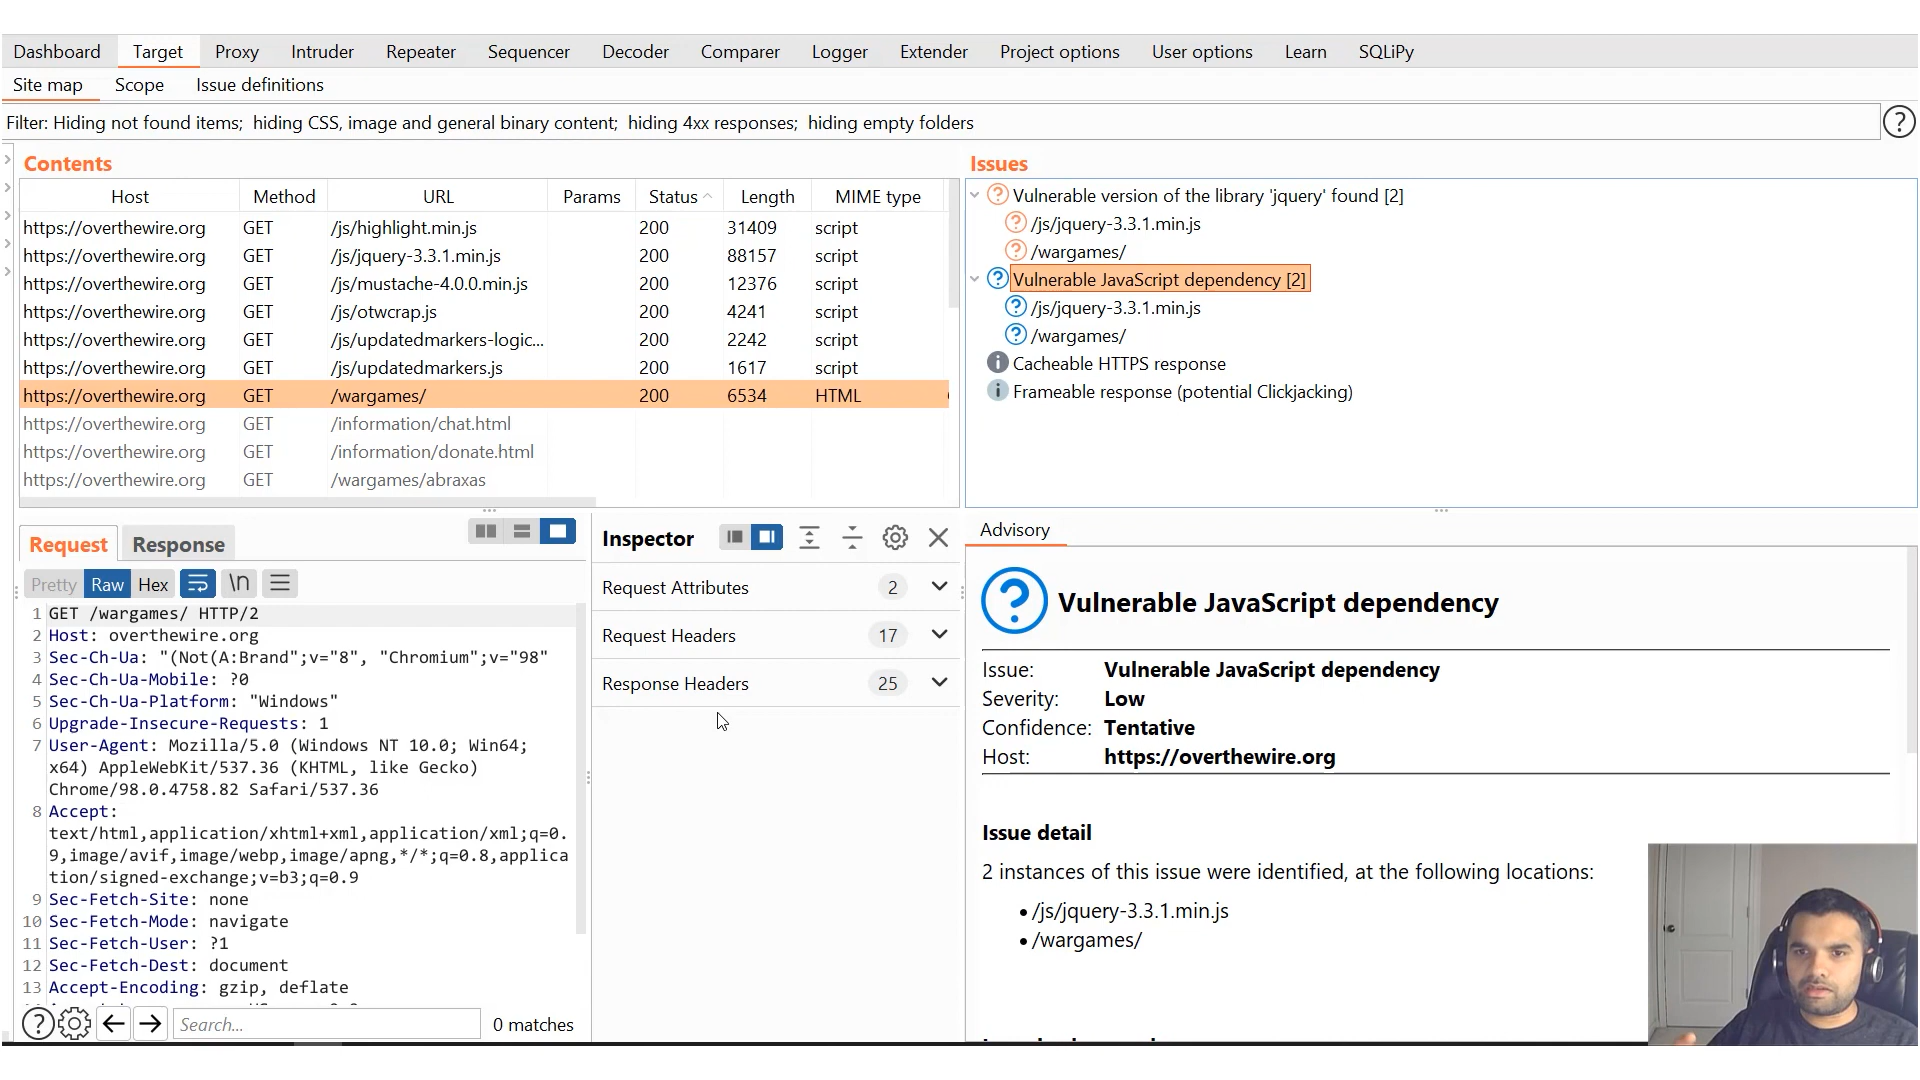 Dashboard Target Proxy Intruder Repeater Sequencer Decoder Comparer Logger Extender Project options User options Learn SQLiPy
Site map Scope Issue definitions
Filter: Hiding not found items; hiding CSS, image and general binary content; hiding 4xx responses; hiding empty folders
Contents
Host Method URL Params Status Length MIME type
https://overthewire.org GET /js/highlight.min.js 200 31409 script
https://overthewire.org GET /js/jquery-3.3.1.min.js 200 88157 script
https://overthewire.org GET /js/mustache-4.0.0.min.js 200 12376 script
https://overthewire.org GET /js/otwcrap.js 200 4241 script
https://overthewire.org GET /js/updatedmarkers-logic... 200 2242 script
https://overthewire.org GET /js/updatedmarkers.js 200 1617 script
https://overthewire.org GET /wargames/ 200 6534 HTML
https://overthewire.org GET /information/chat.html
https://overthewire.org GET /information/donate.html
https://overthewire.org GET /wargames/abraxas
Issues
Vulnerable version of the library 'jquery' found [2]
/js/jquery-3.3.1.min.js
/wargames/
Vulnerable JavaScript dependency [2]
/js/jquery-3.3.1.min.js
/wargames/
Cacheable HTTPS response
Frameable response (potential Clickjacking)
Request Response
Pretty Raw Hex \n
1 GET /wargames/ HTTP/2
2 Host: overthewire.org
3 Sec-Ch-Ua: "(Not(A:Brand";v="8", "Chromium";v="98"
4 Sec-Ch-Ua-Mobile: ?0
5 Sec-Ch-Ua-Platform: "Windows"
6 Upgrade-Insecure-Requests: 1
7 User-Agent: Mozilla/5.0 (Windows NT 10.0; Win64;
x64) AppleWebKit/537.36 (KHTML, like Gecko)
Chrome/98.0.4758.82 Safari/537.36
8 Accept:
text/html,application/xhtml+xml,application/xml;q=0.
9,image/avif,image/webp,image/apng,*/*;q=0.8,applica
tion/signed-exchange;v=b3;q=0.9
9 Sec-Fetch-Site: none
10 Sec-Fetch-Mode: navigate
11 Sec-Fetch-User: ?1
12 Sec-Fetch-Dest: document
13 Accept-Encoding: gzip, deflate
Search... 0 matches
Inspector
Request Attributes 2
Request Headers 17
Response Headers 25
Advisory
Vulnerable JavaScript dependency
Issue: Vulnerable JavaScript dependency
Severity: Low
Confidence: Tentative
Host: https://overthewire.org
Issue detail
2 instances of this issue were identified, at the following locations:
• /js/jquery-3.3.1.min.js
• /wargames/